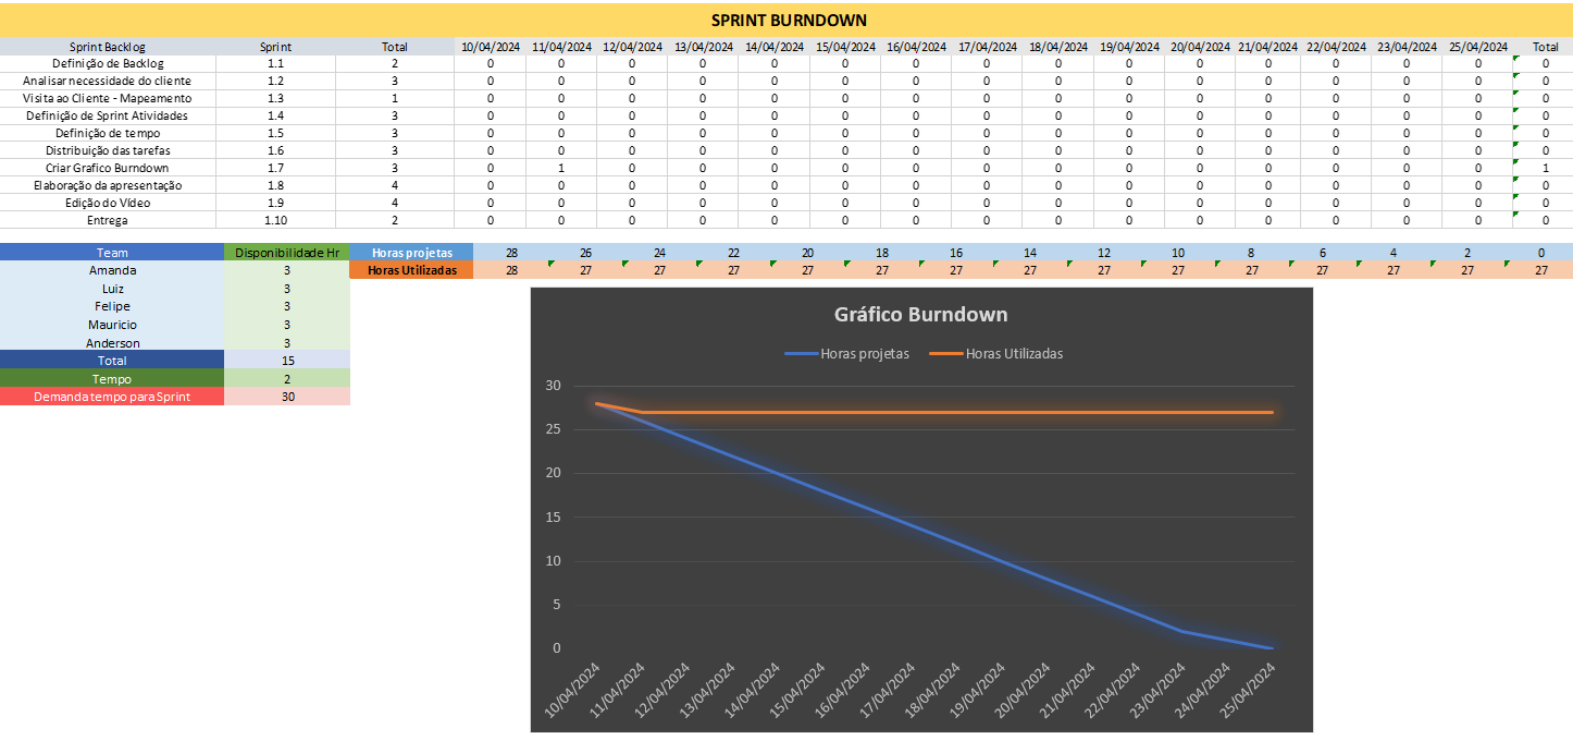 SPRINT BURNDOWN
Sprint Backlog Sprint Total 10/04/2024 11/04/2024 12/04/2024 13/04/2024 14/04/2024 15/04/2024 16/04/2024 17/04/2024 18/04/2024 19/04/2024 20/04/2024 21/04/2024 22/04/2024 23/04/2024 25/04/2024 Total
Definição de Backlog 1.1 2 0 0 0 0 0 0 0 0 0 0 0 0 0 0 0 0
Analisar necessidade do cliente 1.2 3 0 0 0 0 0 0 0 0 0 0 0 0 0 0 0 0
Visita ao Cliente - Mapeamento 1.3 1 0 0 0 0 0 0 0 0 0 0 0 0 0 0 0 0
Definição de Sprint Atividades 1.4 3 0 0 0 0 0 0 0 0 0 0 0 0 0 0 0 0
Definição de tempo 1.5 3 0 0 0 0 0 0 0 0 0 0 0 0 0 0 0 0
Distribuição das tarefas 1.6 3 0 0 0 0 0 0 0 0 0 0 0 0 0 0 0 0
Criar Grafico Burndown 1.7 3 0 1 0 0 0 0 0 0 0 0 0 0 0 0 0 1
Elaboração da apresentação 1.8 4 0 0 0 0 0 0 0 0 0 0 0 0 0 0 0 0
Edição do Vídeo 1.9 4 0 0 0 0 0 0 0 0 0 0 0 0 0 0 0 0
Entrega 1.10 2 0 0 0 0 0 0 0 0 0 0 0 0 0 0 0 0
Team Disponibilidade Hr Horas projetas 28 26 24 22 20 18 16 14 12 10 8 6 4 2 0
Amanda 3 Horas Utilizadas 28 27 27 27 27 27 27 27 27 27 27 27 27 27 27
Luiz 3
Felipe 3
Mauricio 3
Anderson 3
Total 15
Tempo 2
Demanda tempo para Sprint 30
Gráfico Burndown
Horas projetas Horas Utilizadas
30
25
20
15
10
5
0
10/04/2024 11/04/2024 12/04/2024 13/04/2024 14/04/2024 15/04/2024 16/04/2024 17/04/2024 18/04/2024 19/04/2024 20/04/2024 21/04/2024 22/04/2024 23/04/2024 24/04/2024 25/04/2024